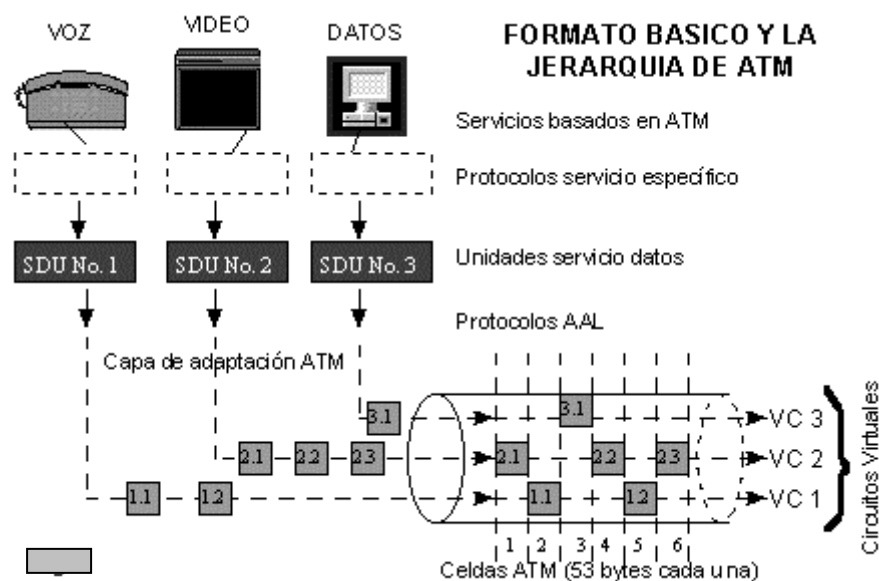 VOZ
VIDEO
DATOS
FORMATO BASICO Y LA
JERARQUIA DE ATM
Servicios basados en ATM
Protocolos servicio específico
SDU No. 1
SDU No. 2
SDU No. 3
Unidades servicio datos
Protocolos AAL
Capa de adaptación ATM
3.1
3.1
VC 3
2.1
2.2
2.3
2.1
2.2
2.3
VC 2
1.1
1.2
1.1
1.2
VC 1
Circuitos Virtuales
1 2 3 4 5 6
Celdas ATM (53 bytes cada una)